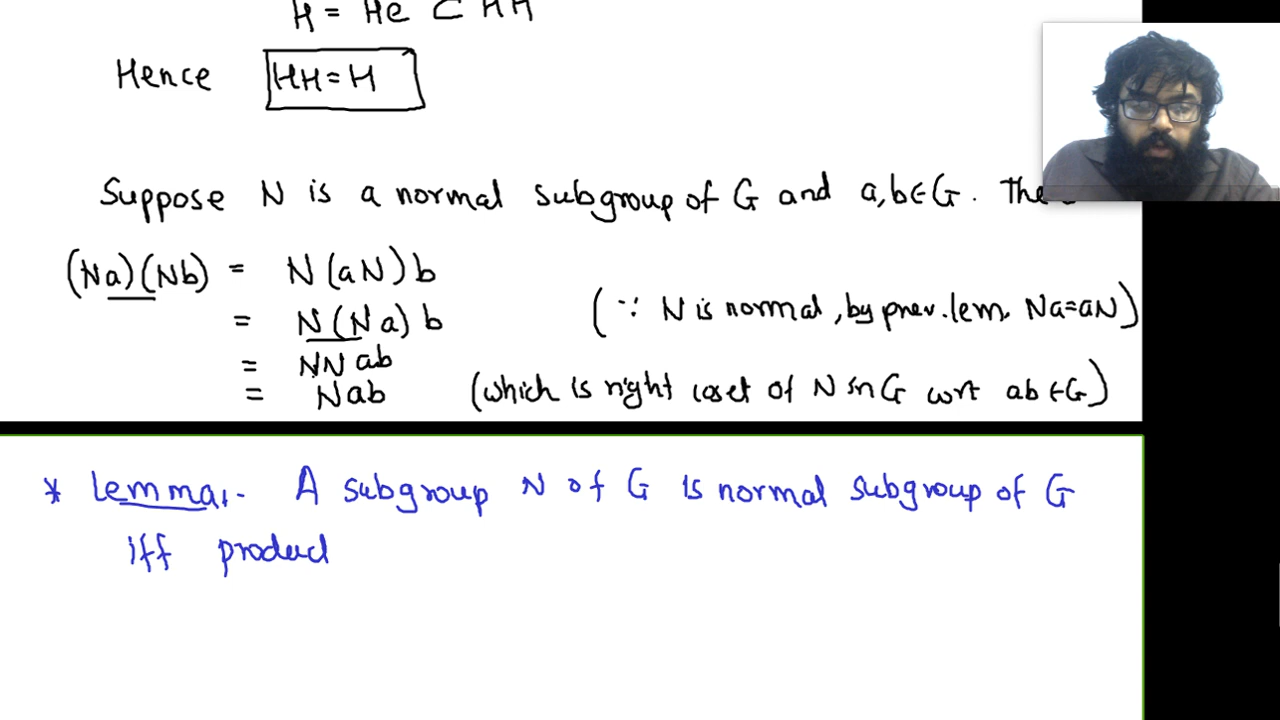 H = He ⊂ HH
Hence HH = H
Suppose N is a normal subgroup of G and a,b∈G. The
(Na)(Nb) = N(aN)b
= N(Na)b (∵ N is normal, by prev. lem. Na=aN)
= NNab
= Nab (which is right coset of N in G wrt ab∈G)
* Lemma:- A subgroup N of G is normal subgroup of G
iff product